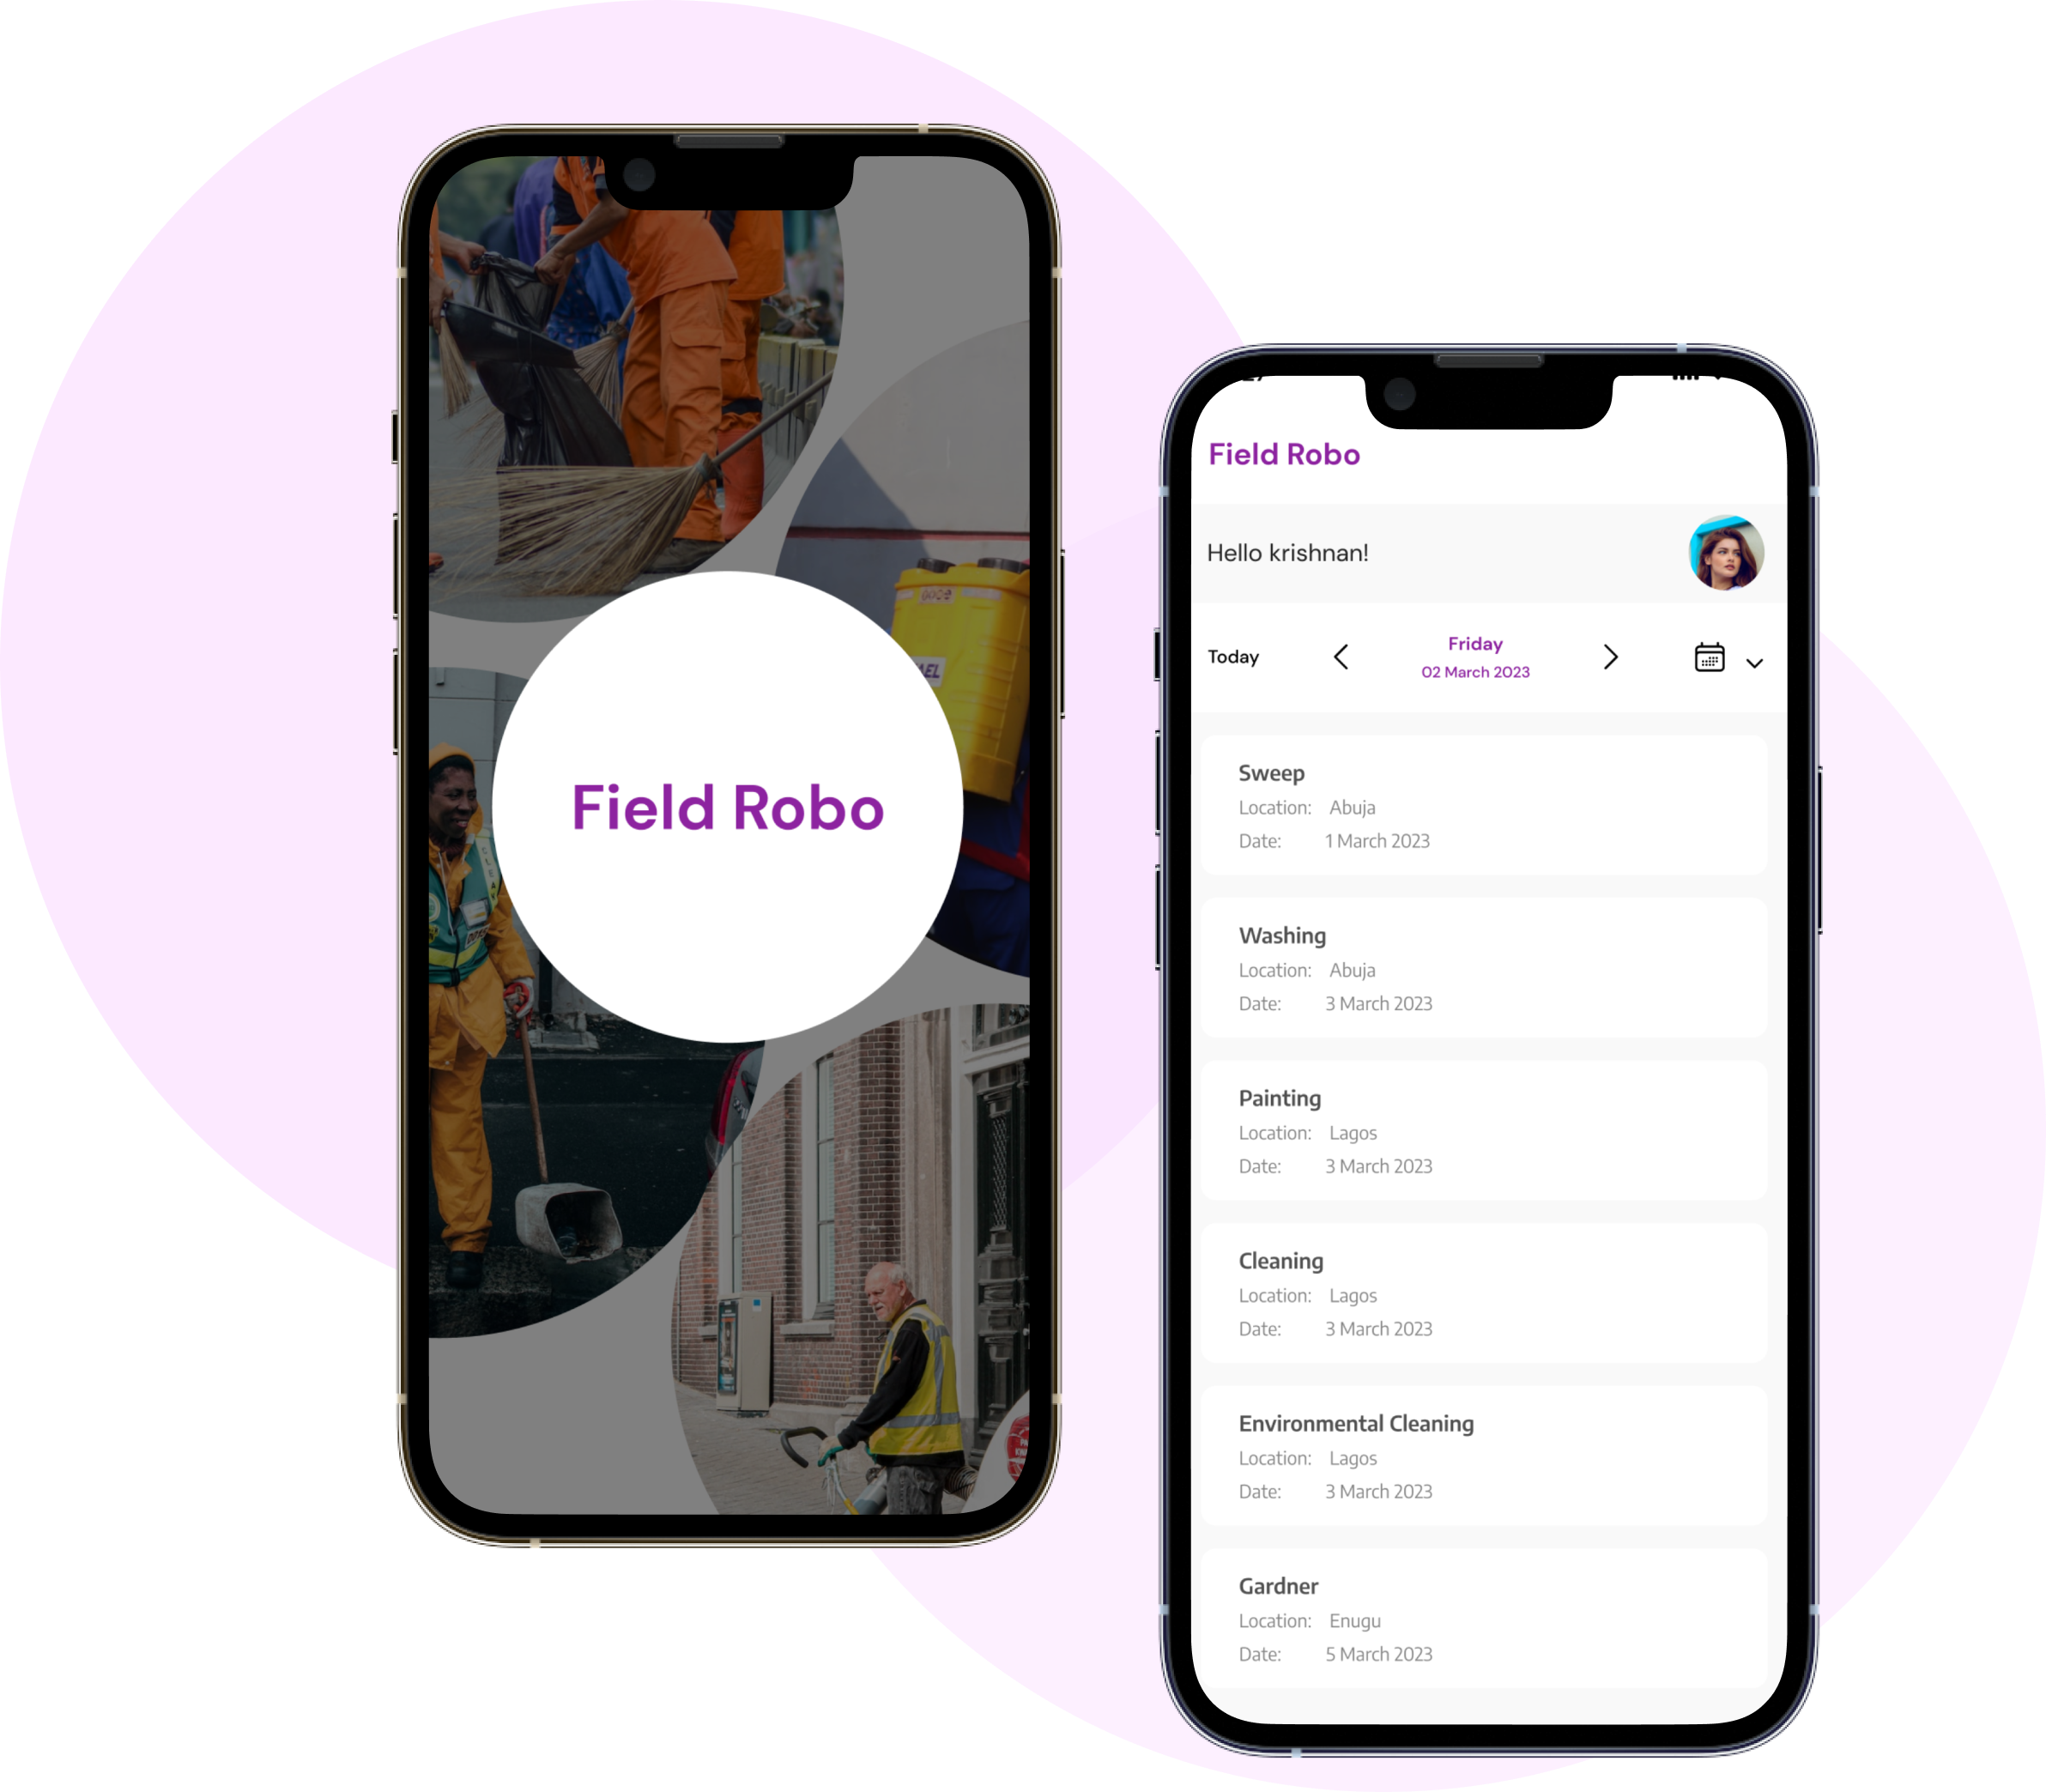 Field Robo
Field Robo
Hello krishnan!
Today
Friday
02 March 2023
Sweep
Location: Abuja
Date: 1 March 2023
Washing
Location: Abuja
Date: 3 March 2023
Painting
Location: Lagos
Date: 3 March 2023
Cleaning
Location: Lagos
Date: 3 March 2023
Environmental Cleaning
Location: Lagos
Date: 3 March 2023
Gardner
Location: Enugu
Date: 5 March 2023